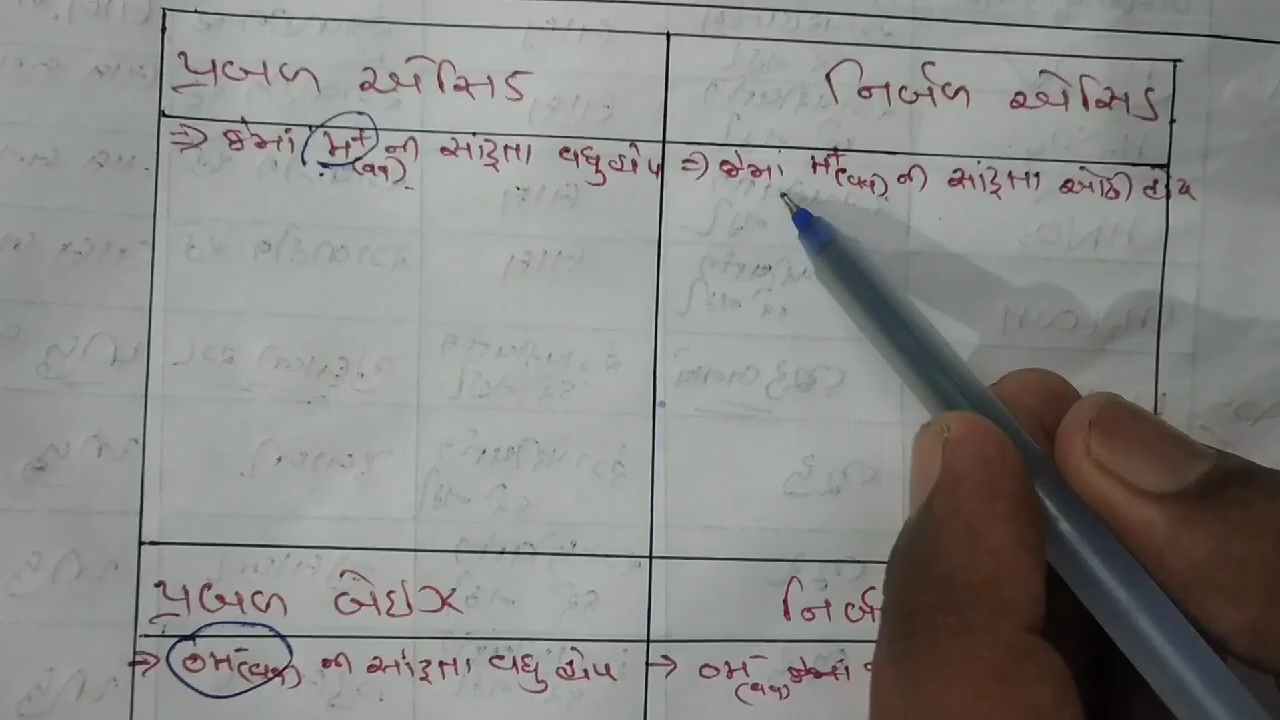 પ્રબળ એસિડ
નિર્બળ એસિડ
⇒ જેમાં H⁺(aq) ની સાંદ્રતા વધુ હોય
⇒ જેમાં H⁺(aq) ની સાંદ્રતા ઓછી હોય
પ્રબળ બેઇઝ
નિર્બ
→ OH⁻(aq) ની સાંદ્રતા વધુ હોય
→ OH⁻(aq) જેમાં